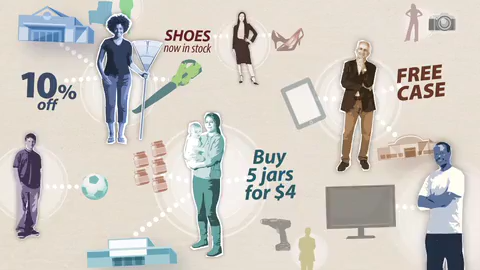 SHOES
now in stock
10%
off
FREE
CASE
Buy
5 jars
for $4